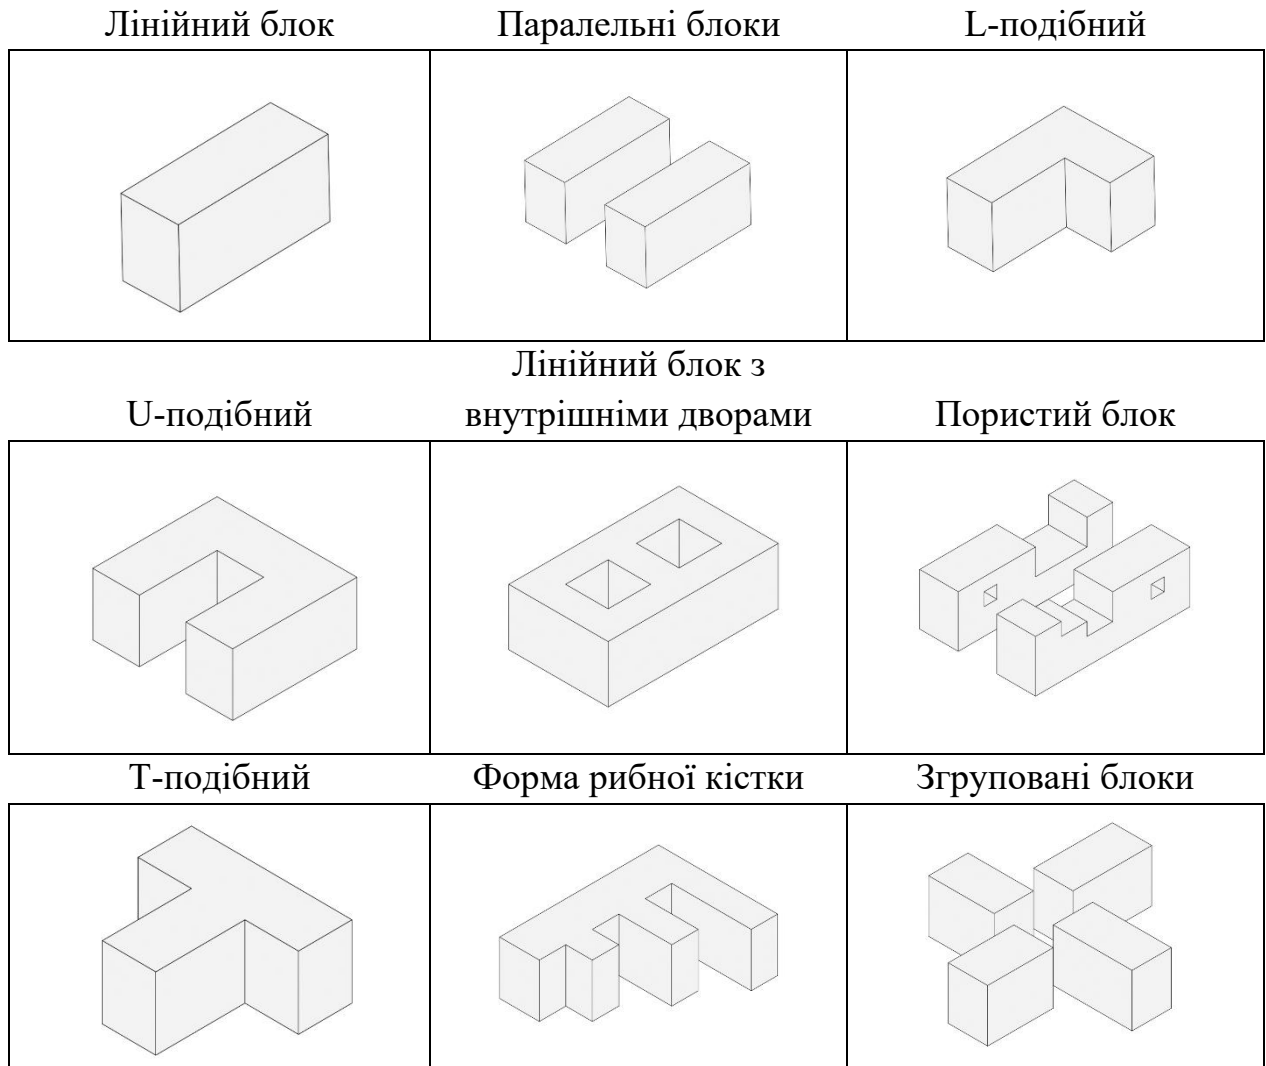 Лінійний блок
Паралельні блоки
L-подібний
U-подібний
Лінійний блок з
внутрішніми дворами
Пористий блок
Т-подібний
Форма рибної кістки
Згруповані блоки